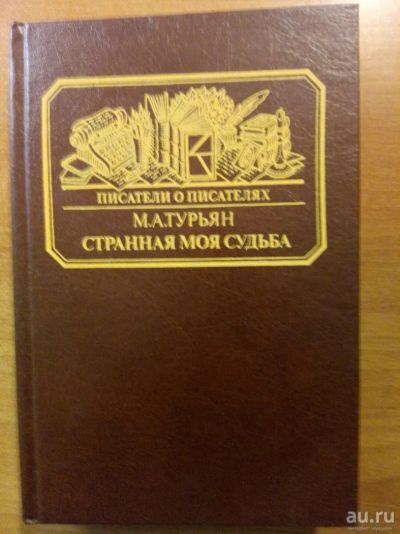 ПИСАТЕЛИ О ПИСАТЕЛЯХ
М.А.ТУРЬЯН
СТРАННАЯ МОЯ СУДЬБА
au.ru